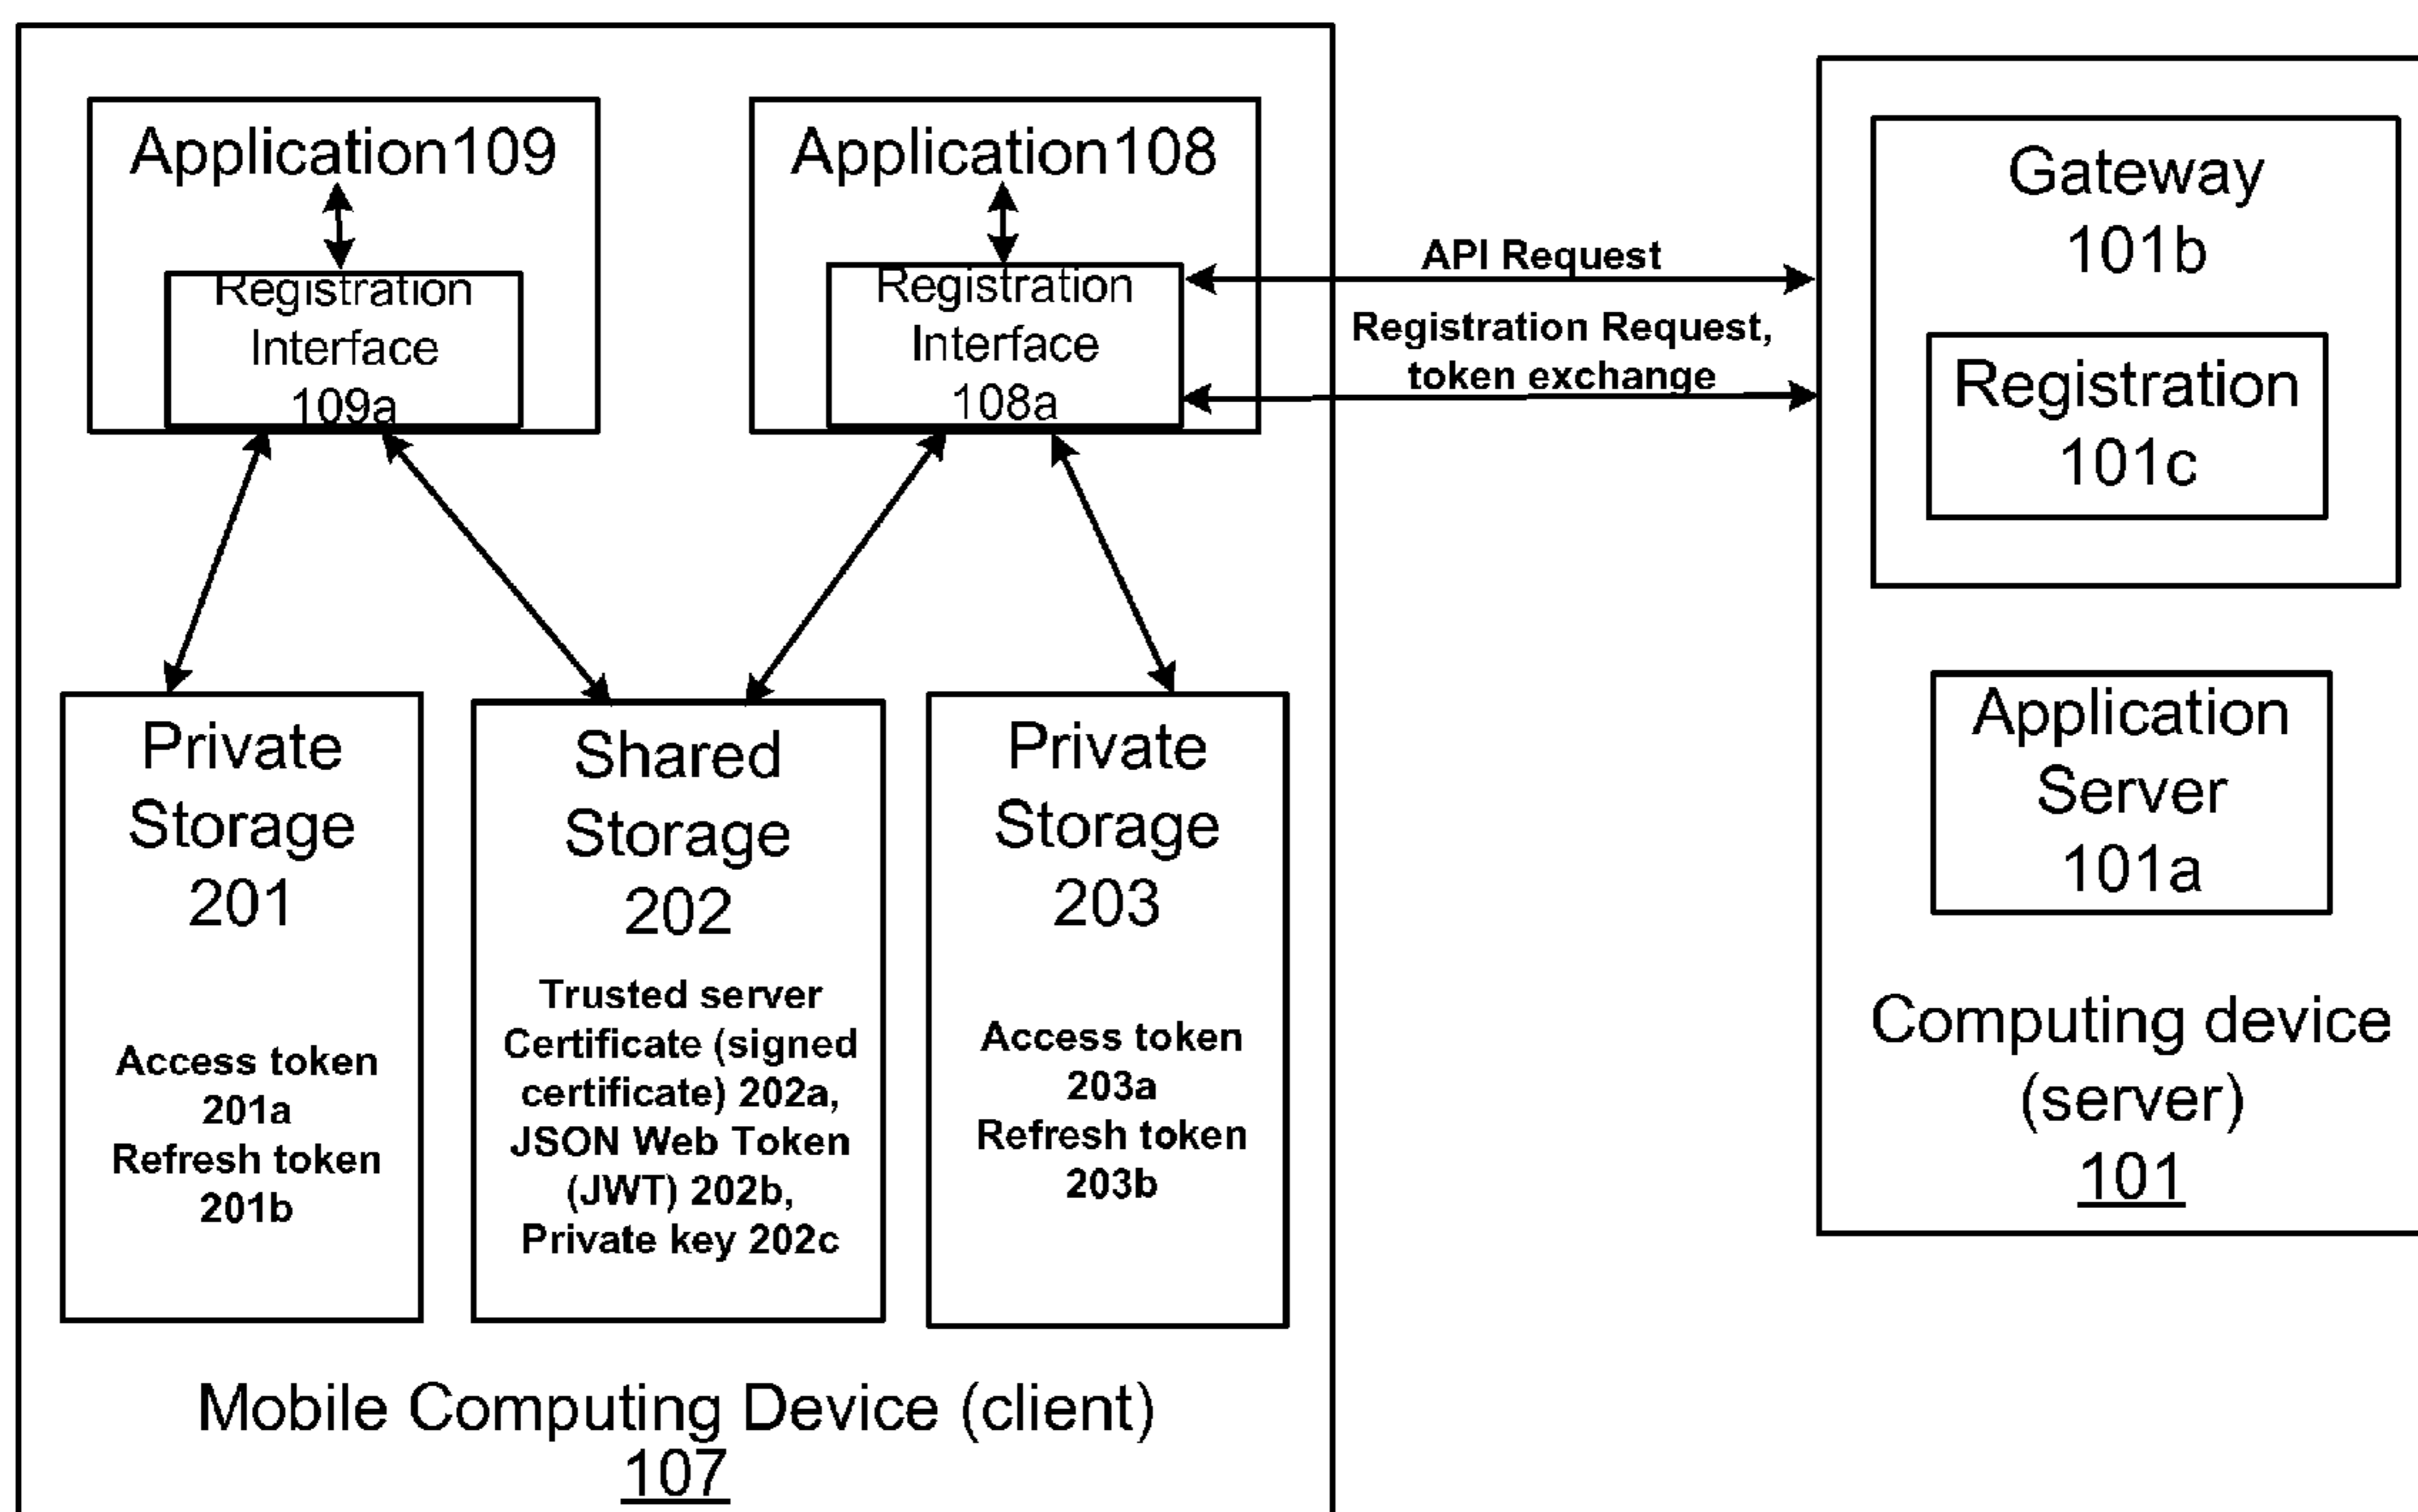 Application109
Registration
Interface
109a
Application108
Registration
Interface
108a
API Request
Registration Request,
token exchange
Gateway
101b
Registration
101c
Application
Server
101a
Computing device
(server)
101
Private
Storage
201
Access token
201a
Refresh token
201b
Shared
Storage
202
Trusted server
Certificate (signed
certificate) 202a,
JSON Web Token
(JWT) 202b,
Private key 202c
Private
Storage
203
Access token
203a
Refresh token
203b
Mobile Computing Device (client)
107